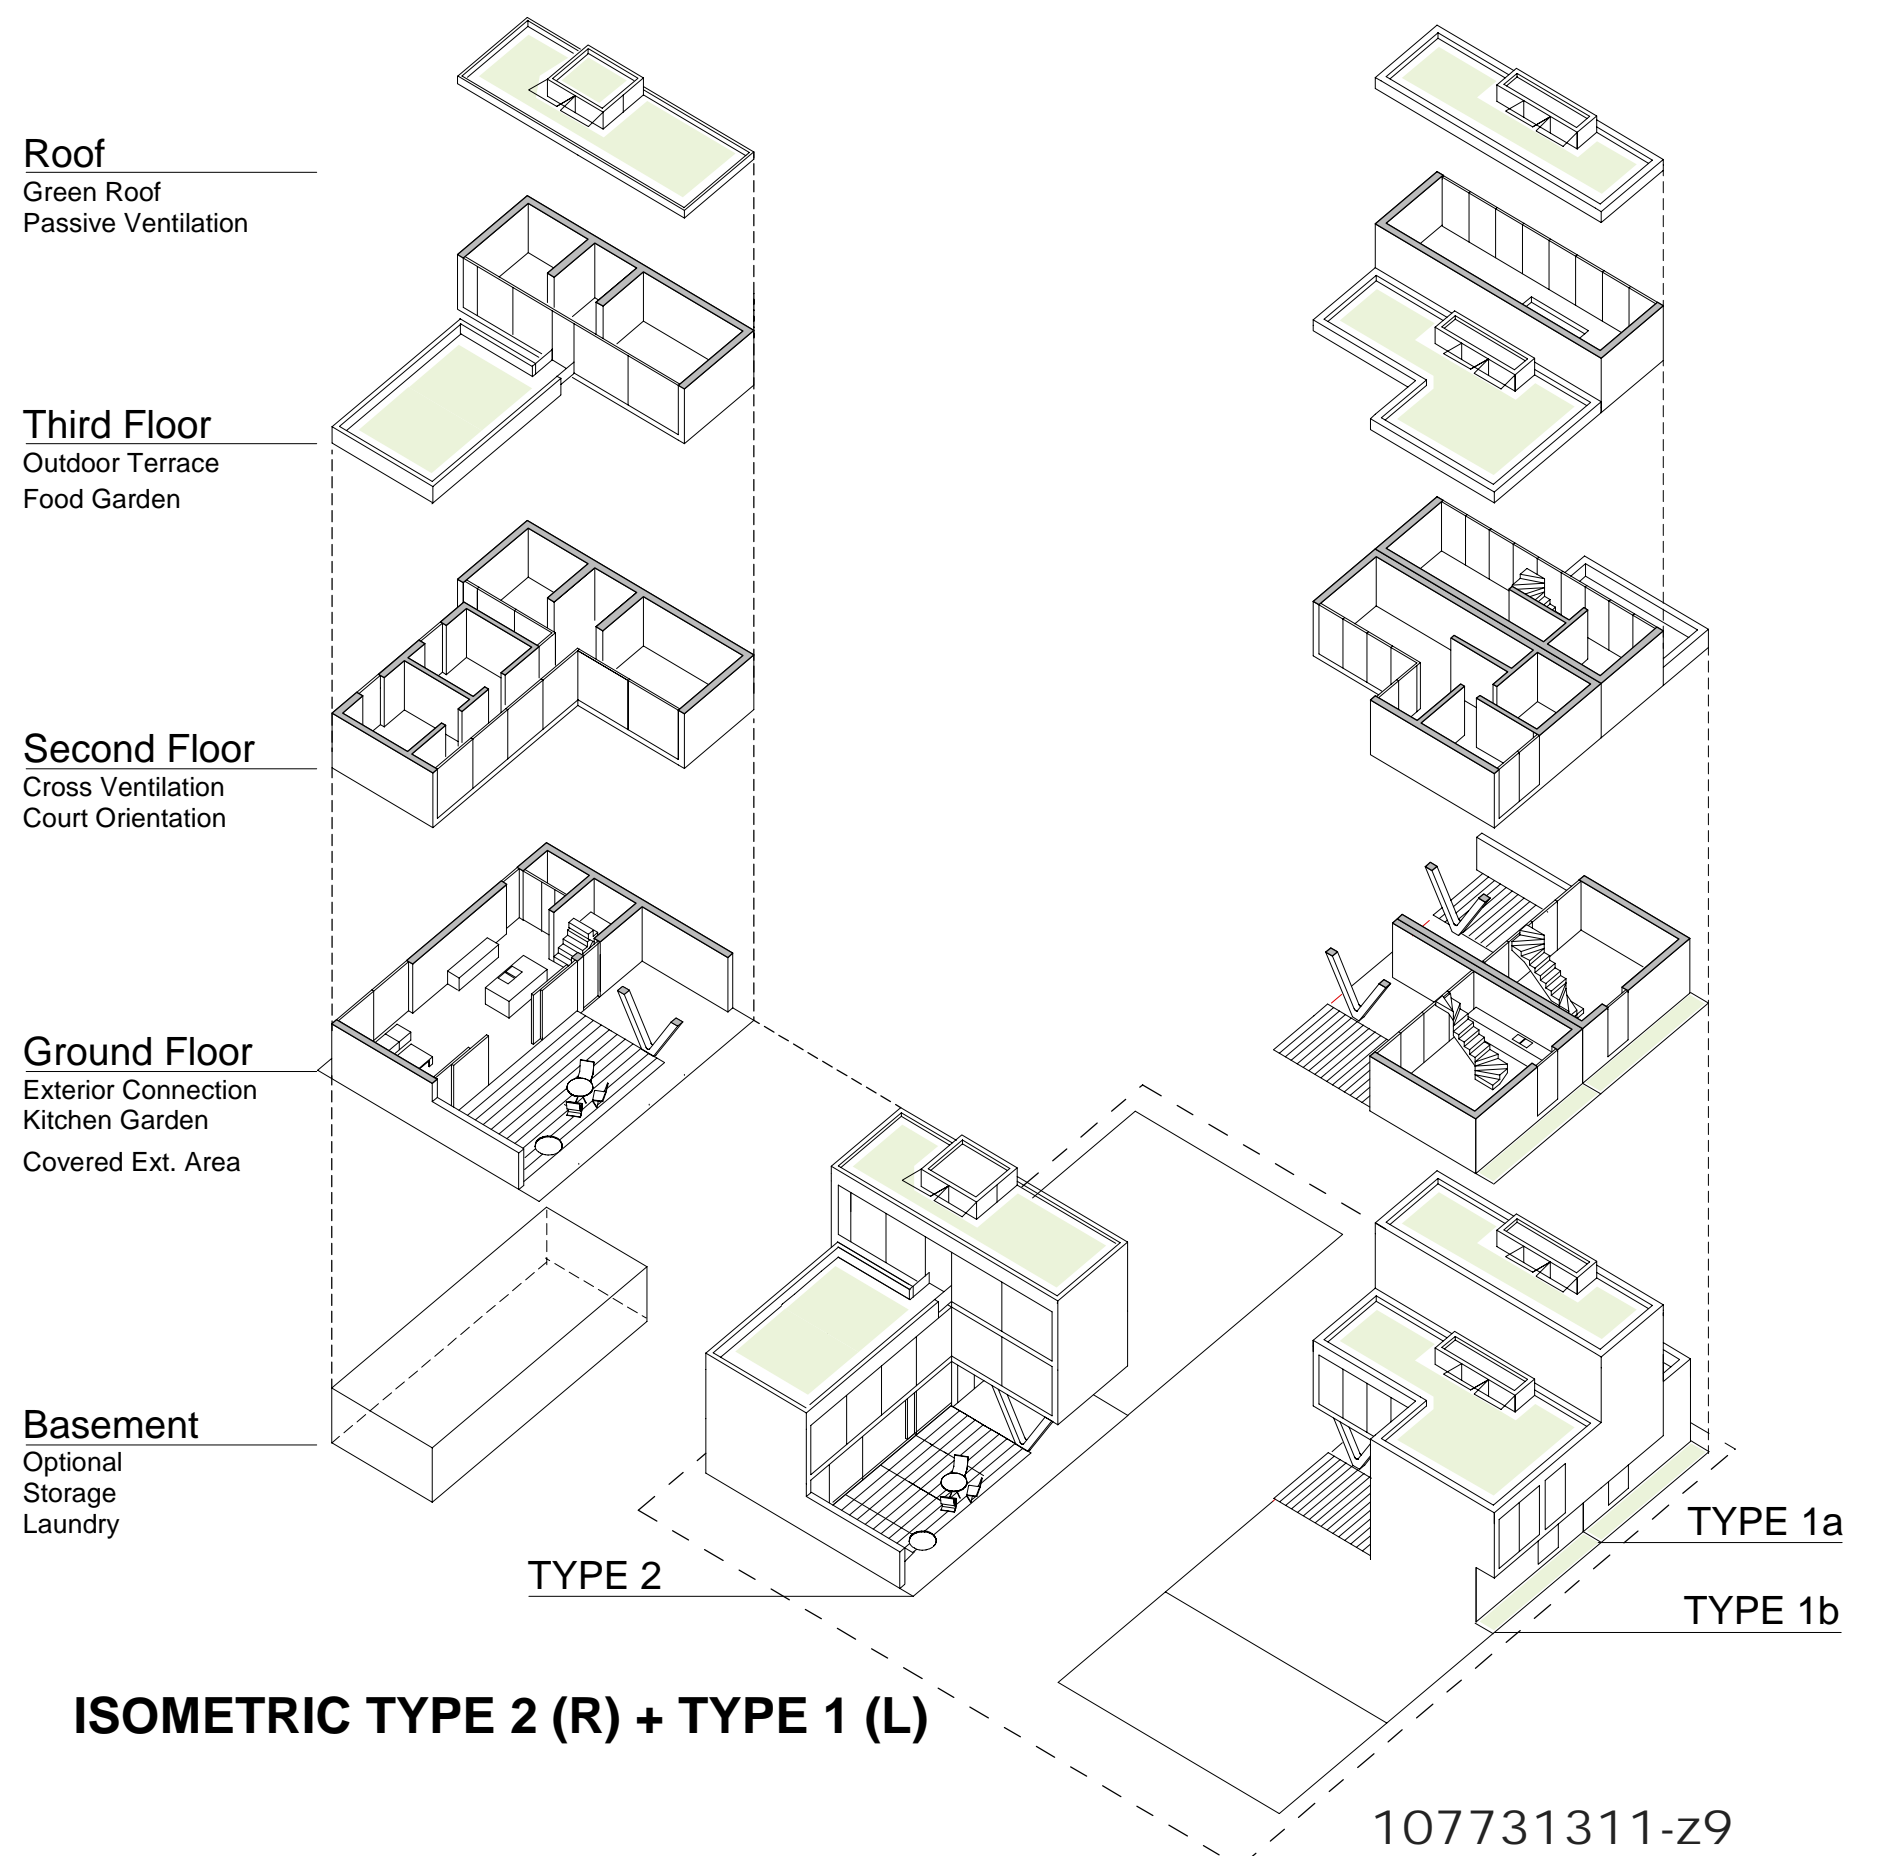 Roof
Green Roof
Passive Ventilation
Third Floor
Outdoor Terrace
Food Garden
Second Floor
Cross Ventilation
Court Orientation
Ground Floor
Exterior Connection
Kitchen Garden
Covered Ext. Area
Basement
Optional
Storage
Laundry
TYPE 1a
TYPE 2
TYPE 1b
ISOMETRIC TYPE 2 (R) + TYPE 1 (L)
107731311-z9